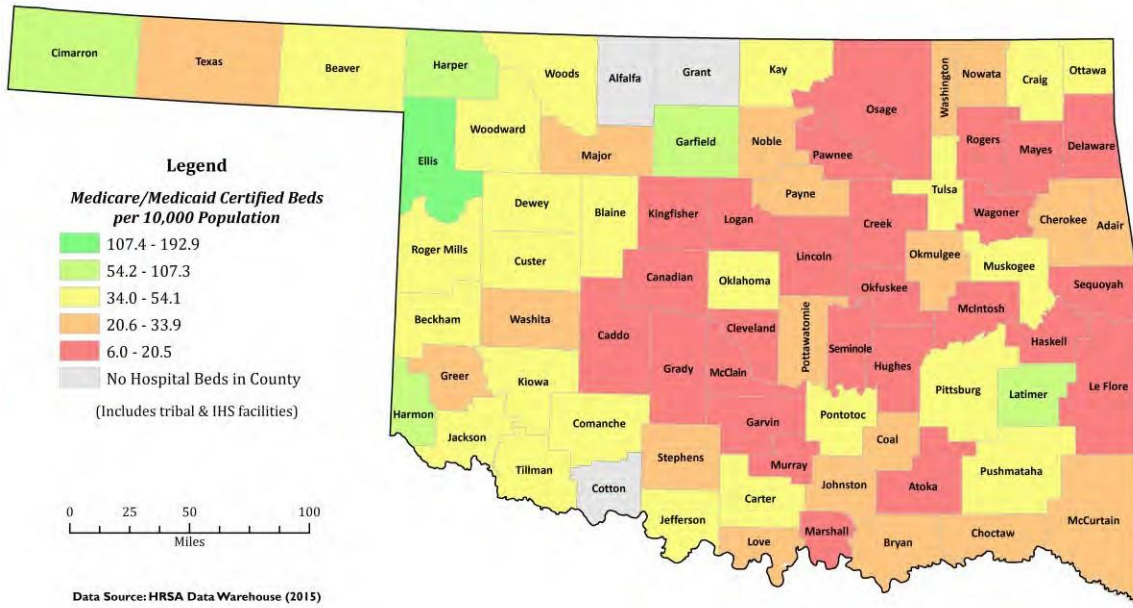 Cimarron
Texas
Beaver
Harper
Woods
Alfalfa
Grant
Kay
Osage
Washington
Nowata
Craig
Ottawa
Ellis
Woodward
Major
Garfield
Noble
Pawnee
Rogers
Mayes
Delaware
Legend
Medicare/Medicaid Certified Beds
per 10,000 Population
107.4 - 192.9
54.2 - 107.3
34.0 - 54.1
20.6 - 33.9
6.0 - 20.5
No Hospital Beds in County
(Includes tribal & IHS facilities)
Dewey
Blaine
Kingfisher
Logan
Payne
Creek
Tulsa
Wagoner
Cherokee
Adair
Roger Mills
Custer
Canadian
Oklahoma
Lincoln
Okmulgee
Muskogee
Okfuskee
Sequoyah
McIntosh
Beckham
Washita
Caddo
Cleveland
Pottawatomie
Seminole
Haskell
Greer
Kiowa
Grady
McClain
Hughes
Pittsburg
Latimer
Le Flore
Harmon
Jackson
Comanche
Garvin
Pontotoc
Coal
Tillman
Stephens
Murray
Pushmataha
Cotton
Johnston
Atoka
Carter
Jefferson
Love
Marshall
Bryan
Choctaw
McCurtain
0 25 50 100
Miles
Data Source: HRSA Data Warehouse (2015)